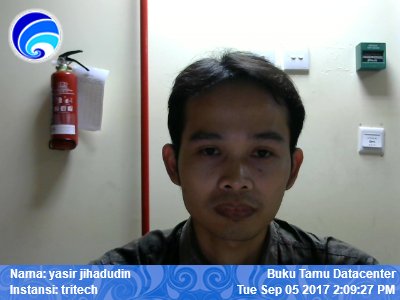 Nama: yasir jihadudin
Buku Tamu Datacenter
Instansi: tritech
Tue Sep 05 2017 2:09:27 PM